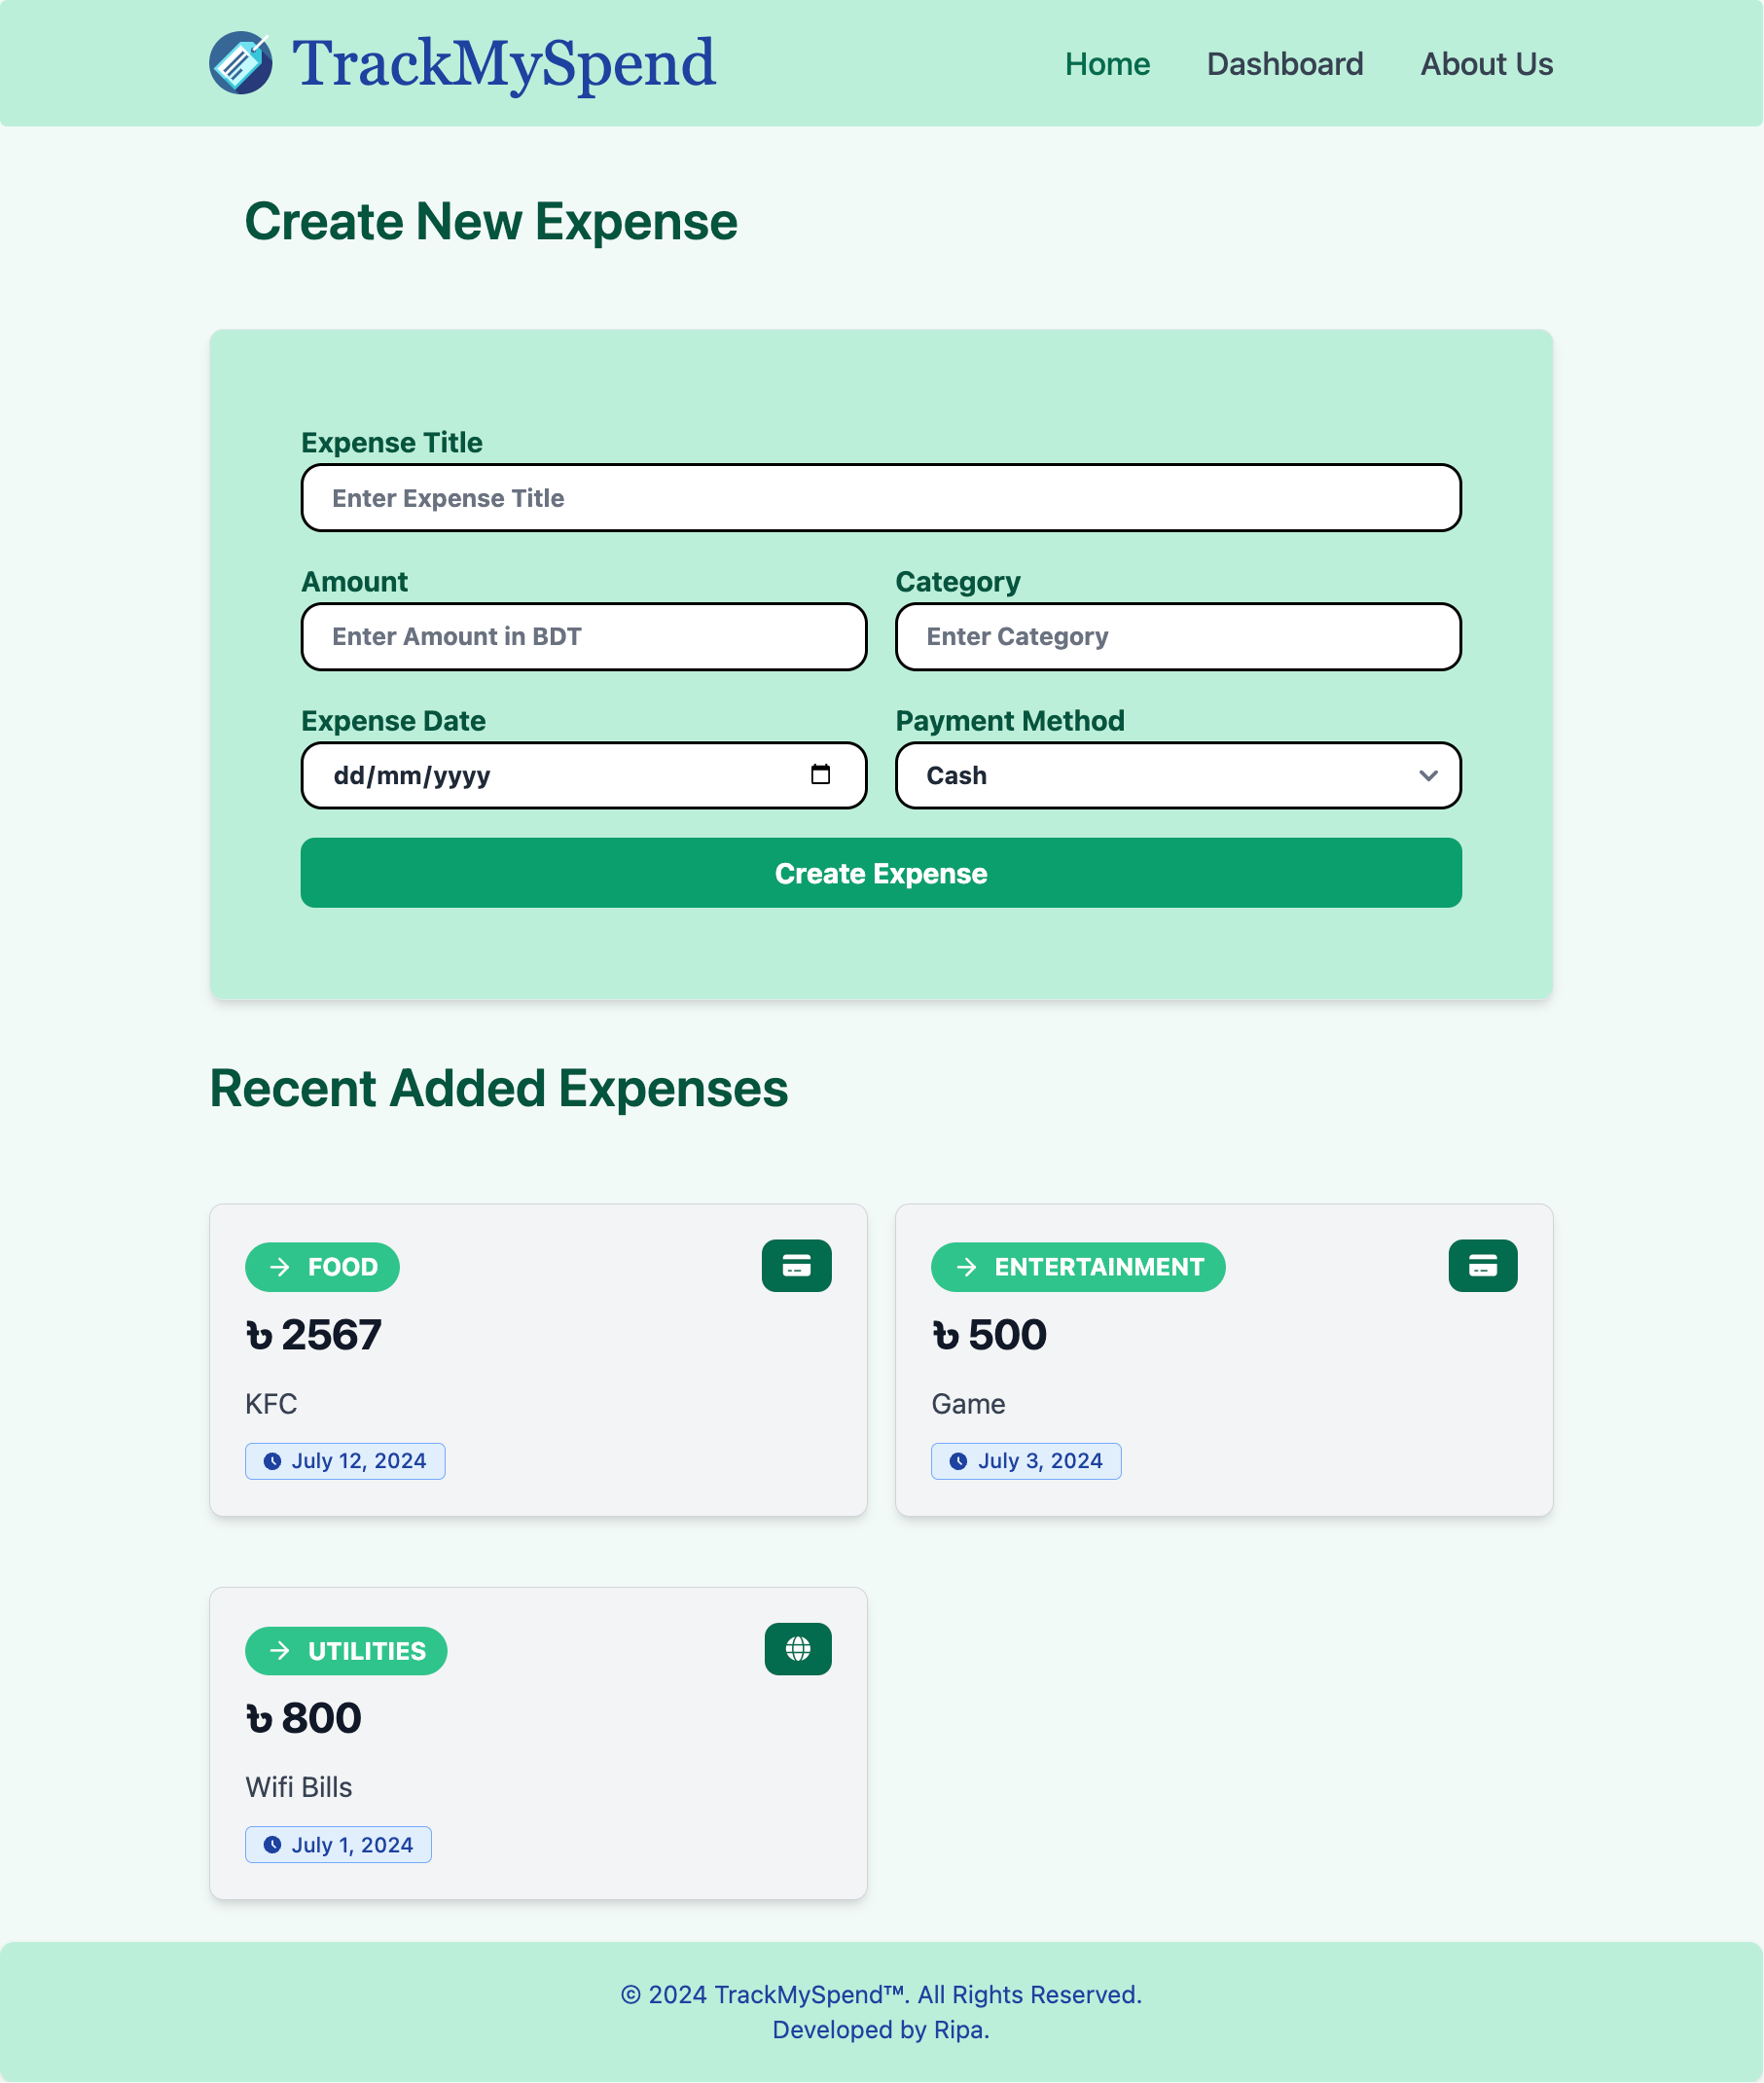 TrackMySpend
Home Dashboard About Us
Create New Expense
Expense Title
Enter Expense Title
Amount Category
Enter Amount in BDT Enter Category
Expense Date Payment Method
dd/mm/yyyy Cash
Create Expense
Recent Added Expenses
FOOD
৳ 2567
KFC
July 12, 2024
ENTERTAINMENT
৳ 500
Game
July 3, 2024
UTILITIES
৳ 800
Wifi Bills
July 1, 2024
© 2024 TrackMySpend™. All Rights Reserved.
Developed by Ripa.